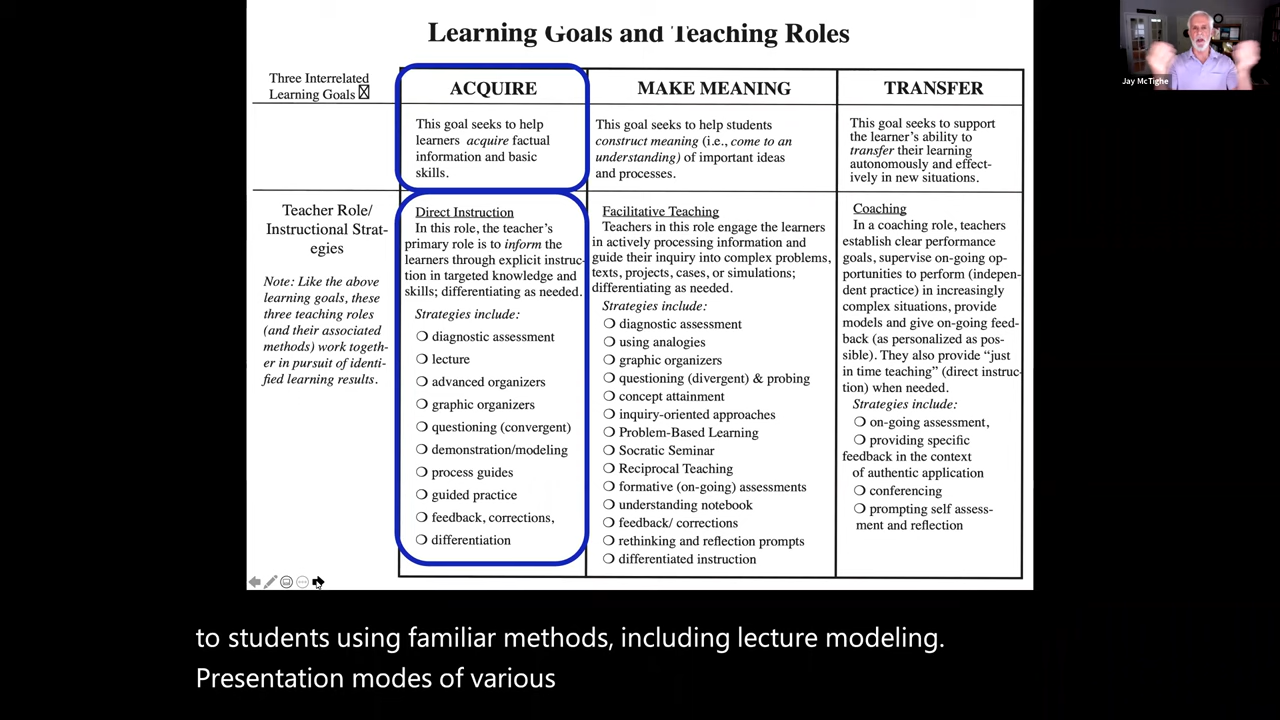 Learning Goals and Teaching Roles
Jay McTighe
Three Interrelated
Learning Goals
ACQUIRE
MAKE MEANING
TRANSFER
This goal seeks to help
learners acquire factual
information and basic
skills.
This goal seeks to help students
construct meaning (i.e., come to an
understanding) of important ideas
and processes.
This goal seeks to support
the learner's ability to
transfer their learning
autonomously and effect-
ively in new situations.
Teacher Role/
Instructional Strat-
egies
Note: Like the above
learning goals, these
three teaching roles
(and their associated
methods) work togeth-
er in pursuit of identi-
fied learning results.
Direct Instruction
In this role, the teacher's
primary role is to inform the
learners through explicit instruc-
tion in targeted knowledge and
skills; differentiating as needed.
Strategies include:
❍ diagnostic assessment
❍ lecture
❍ advanced organizers
❍ graphic organizers
❍ questioning (convergent)
❍ demonstration/modeling
❍ process guides
❍ guided practice
❍ feedback, corrections,
❍ differentiation
Facilitative Teaching
Teachers in this role engage the learners
in actively processing information and
guide their inquiry into complex problems,
texts, projects, cases, or simulations;
differentiating as needed.
Strategies include:
❍ diagnostic assessment
❍ using analogies
❍ graphic organizers
❍ questioning (divergent) & probing
❍ concept attainment
❍ inquiry-oriented approaches
❍ Problem-Based Learning
❍ Socratic Seminar
❍ Reciprocal Teaching
❍ formative (on-going) assessments
❍ understanding notebook
❍ feedback/ corrections
❍ rethinking and reflection prompts
❍ differentiated instruction
Coaching
In a coaching role, teachers
establish clear performance
goals, supervise on-going op-
portunities to perform (indepen-
dent practice) in increasingly
complex situations, provide
models and give on-going feed-
back (as personalized as pos-
sible). They also provide “just
in time teaching” (direct instruc-
tion) when needed.
Strategies include:
❍ on-going assessment,
❍ providing specific
feedback in the context
of authentic application
❍ conferencing
❍ prompting self assess-
ment and reflection
to students using familiar methods, including lecture modeling.
Presentation modes of various